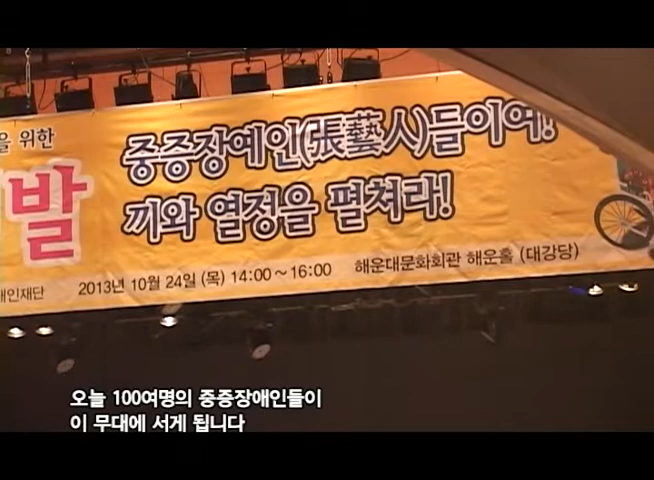 을 위한
발
중증장예인(張藝人)들이여!
끼와 열정을 펼쳐라!
애인재단
2013년 10월 24일 (목) 14:00~16:00
해운대문화회관 해운홀 (대강당)
오늘 100여명의 중증장애인들이
이 무대에 서게 됩니다